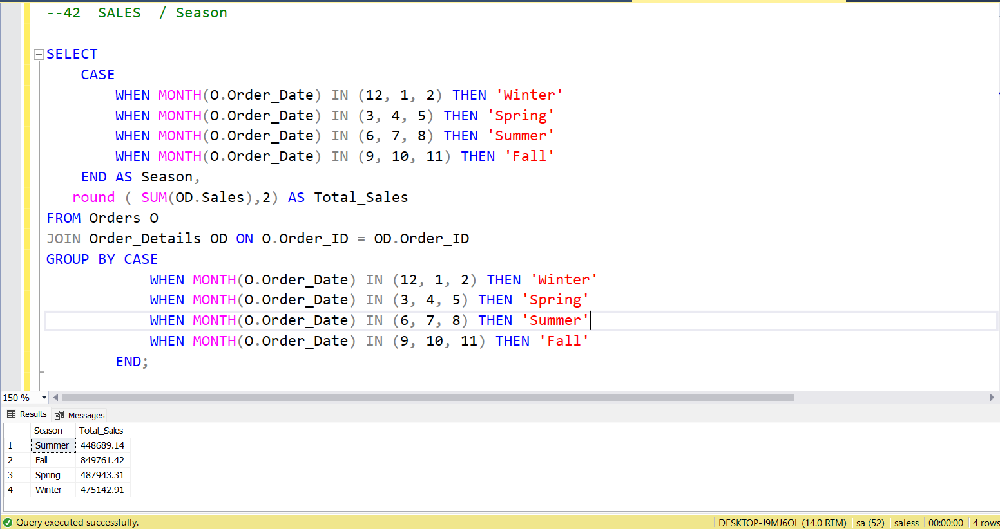 --42  SALES  / Season
SELECT
CASE
WHEN MONTH(O.Order_Date) IN (12, 1, 2) THEN 'Winter'
WHEN MONTH(O.Order_Date) IN (3, 4, 5) THEN 'Spring'
WHEN MONTH(O.Order_Date) IN (6, 7, 8) THEN 'Summer'
WHEN MONTH(O.Order_Date) IN (9, 10, 11) THEN 'Fall'
END AS Season,
round ( SUM(OD.Sales),2) AS Total_Sales
FROM Orders O
JOIN Order_Details OD ON O.Order_ID = OD.Order_ID
GROUP BY CASE
WHEN MONTH(O.Order_Date) IN (12, 1, 2) THEN 'Winter'
WHEN MONTH(O.Order_Date) IN (3, 4, 5) THEN 'Spring'
WHEN MONTH(O.Order_Date) IN (6, 7, 8) THEN 'Summer'
WHEN MONTH(O.Order_Date) IN (9, 10, 11) THEN 'Fall'
END;
150 %
Results Messages
Season Total_Sales
1 Summer 448689.14
2 Fall 849761.42
3 Spring 487943.31
4 Winter 475142.91
Query executed successfully. DESKTOP-J9MJ6OL (14.0 RTM) sa (52) saless 00:00:00 4 rows